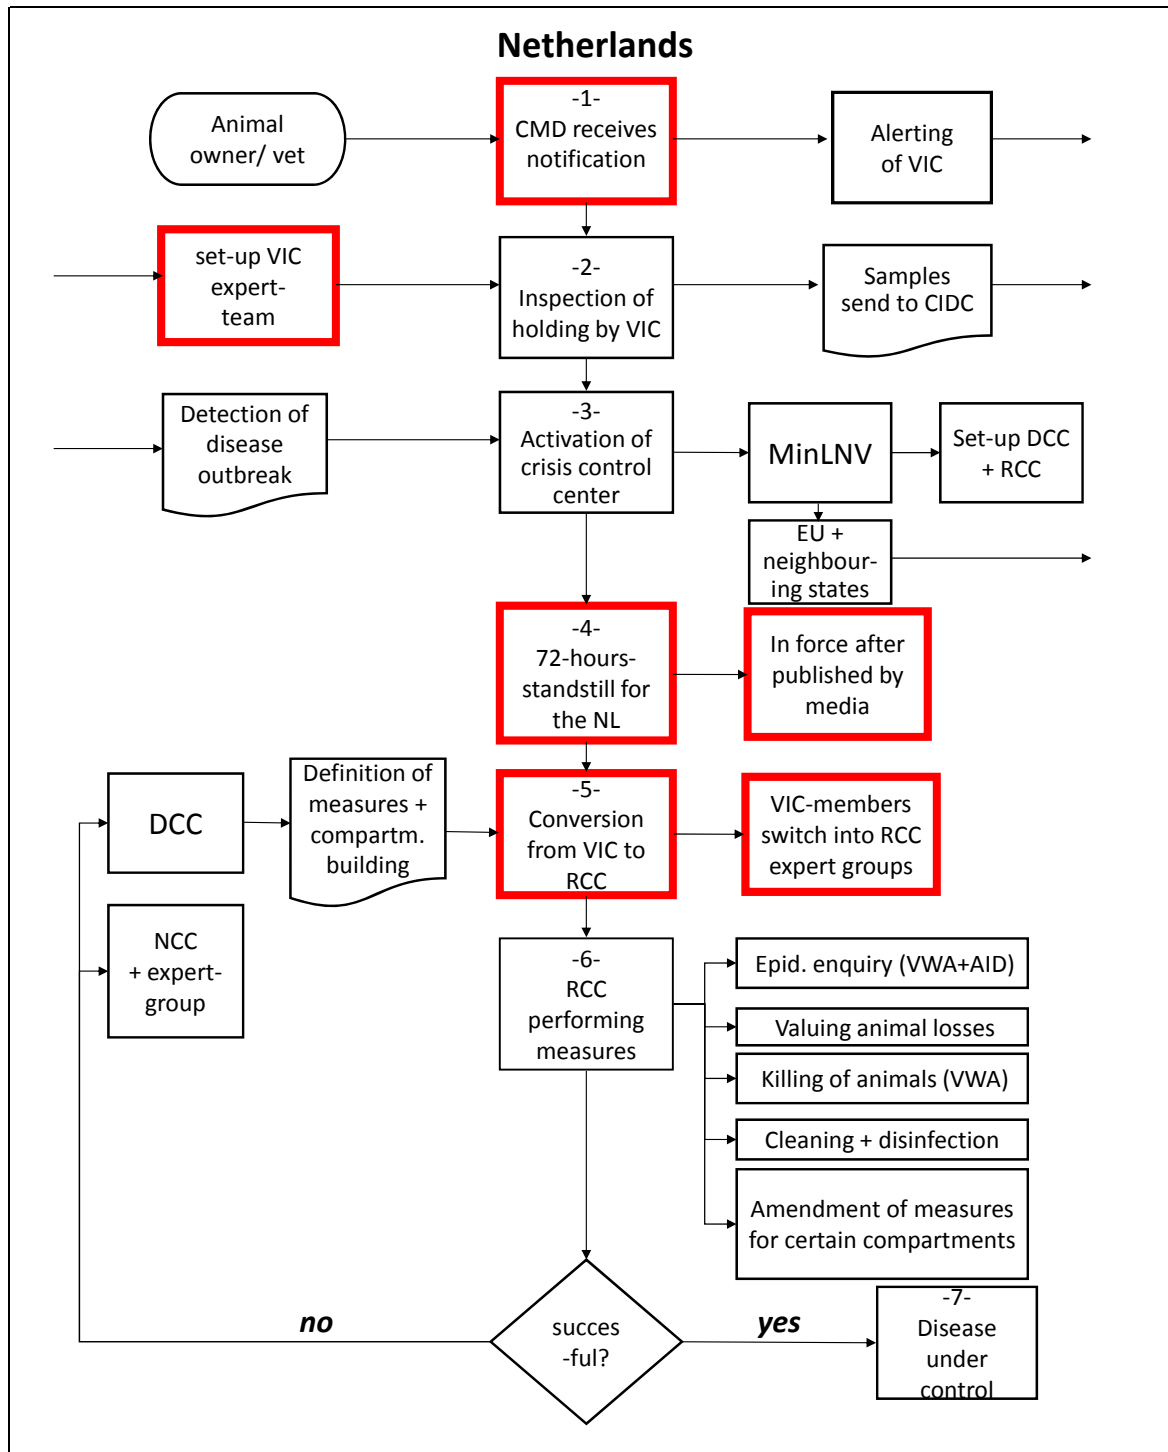 Netherlands
Animal
owner/ vet
-1-
CMD receives
notification
Alerting
of VIC
set-up VIC
expert-
team
-2-
Inspection of
holding by VIC
Samples
send to CIDC
Detection of
disease
outbreak
-3-
Activation of
crisis control
center
MinLNV
Set-up DCC
+ RCC
EU +
neighbour-
ing states
-4-
72-hours-
standstill for
the NL
In force after
published by
media
DCC
Definition of
measures +
compartm.
building
-5-
Conversion
from VIC to
RCC
VIC-members
switch into RCC
expert groups
NCC
+ expert-
group
-6-
RCC
performing
measures
Epid. enquiry (VWA+AID)
Valuing animal losses
Killing of animals (VWA)
Cleaning + disinfection
Amendment of measures
for certain compartments
no
succes
-ful?
yes
-7-
Disease
under
control